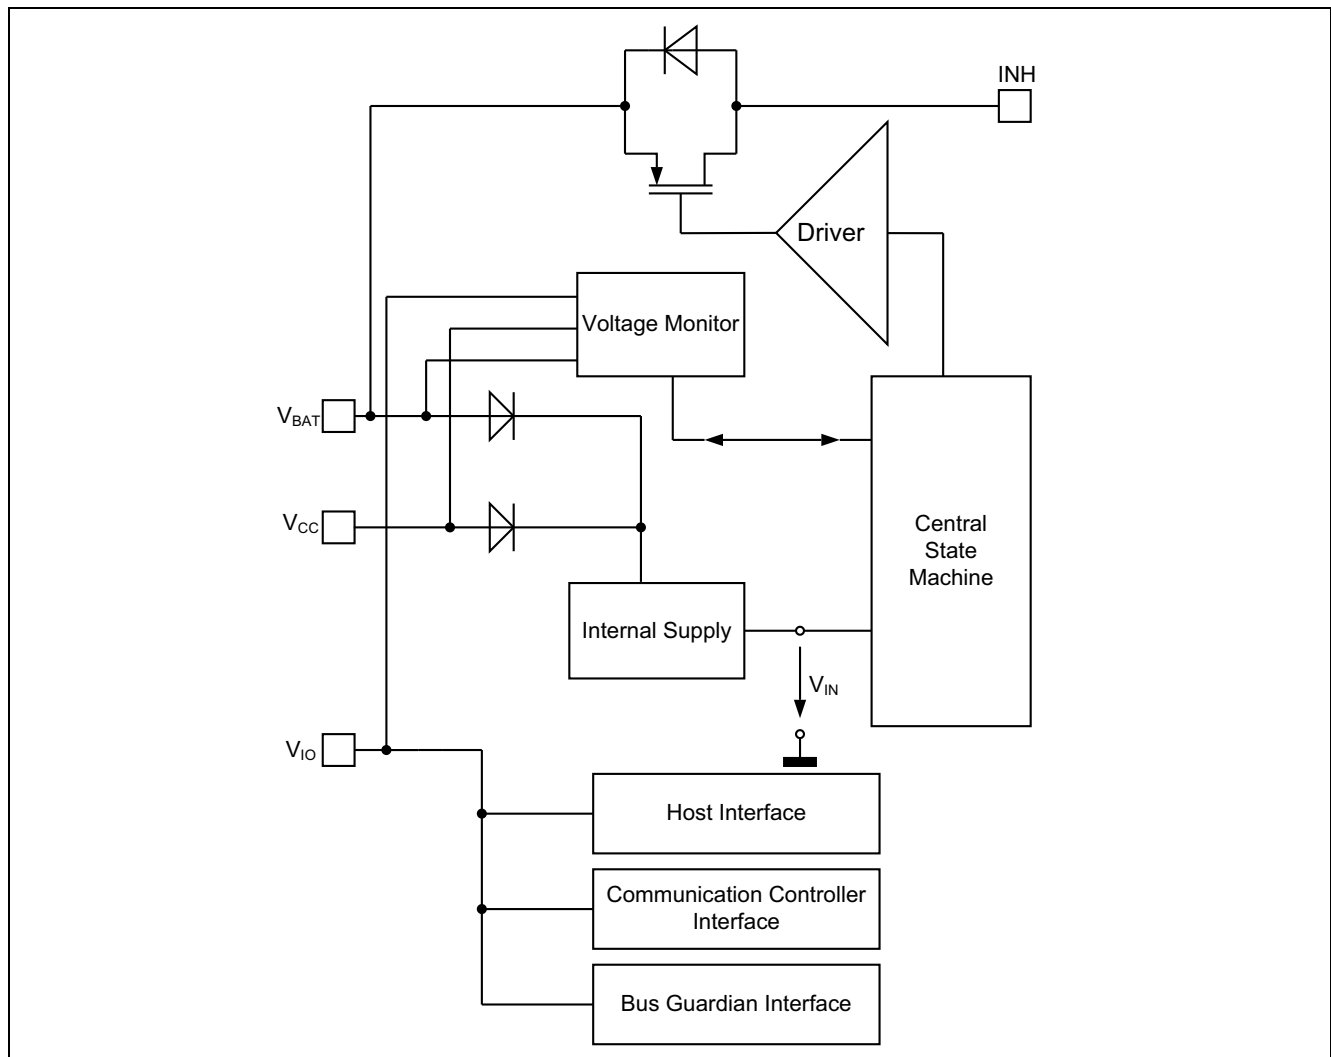 INH
Driver
Voltage Monitor
VBAT
VCC
Central
State
Machine
Internal Supply
VIN
VIO
Host Interface
Communication Controller
Interface
Bus Guardian Interface